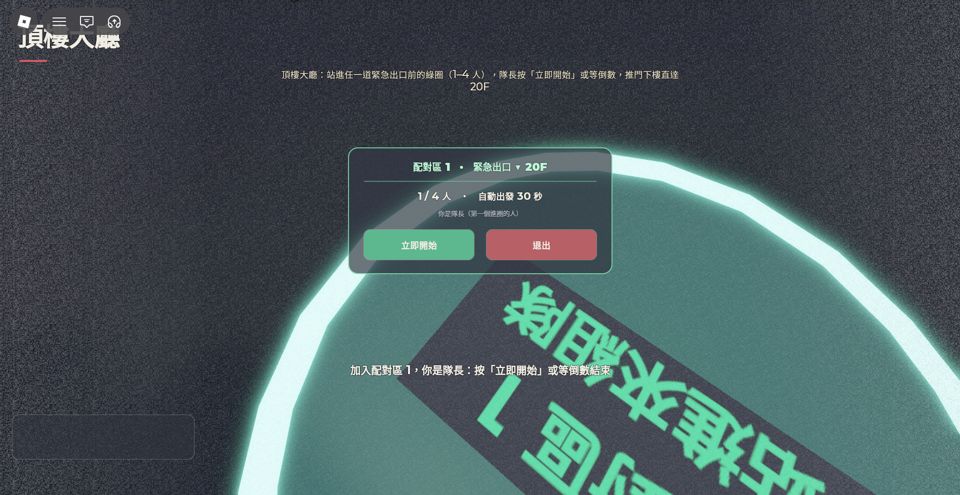 頂樓大廳
頂樓大廳：站進任一道緊急出口前的綠圈（1–4 人），隊長按「立即開始」或等倒數，推門下樓直達
20F
配對區 1 • 緊急出口 ▼ 20F
1 / 4 人 • 自動出發 30 秒
你是隊長（第一個進圈的人）
立即開始
退出
加入配對區 1，你是隊長：按「立即開始」或等倒數結束
站進來組隊
對區 1